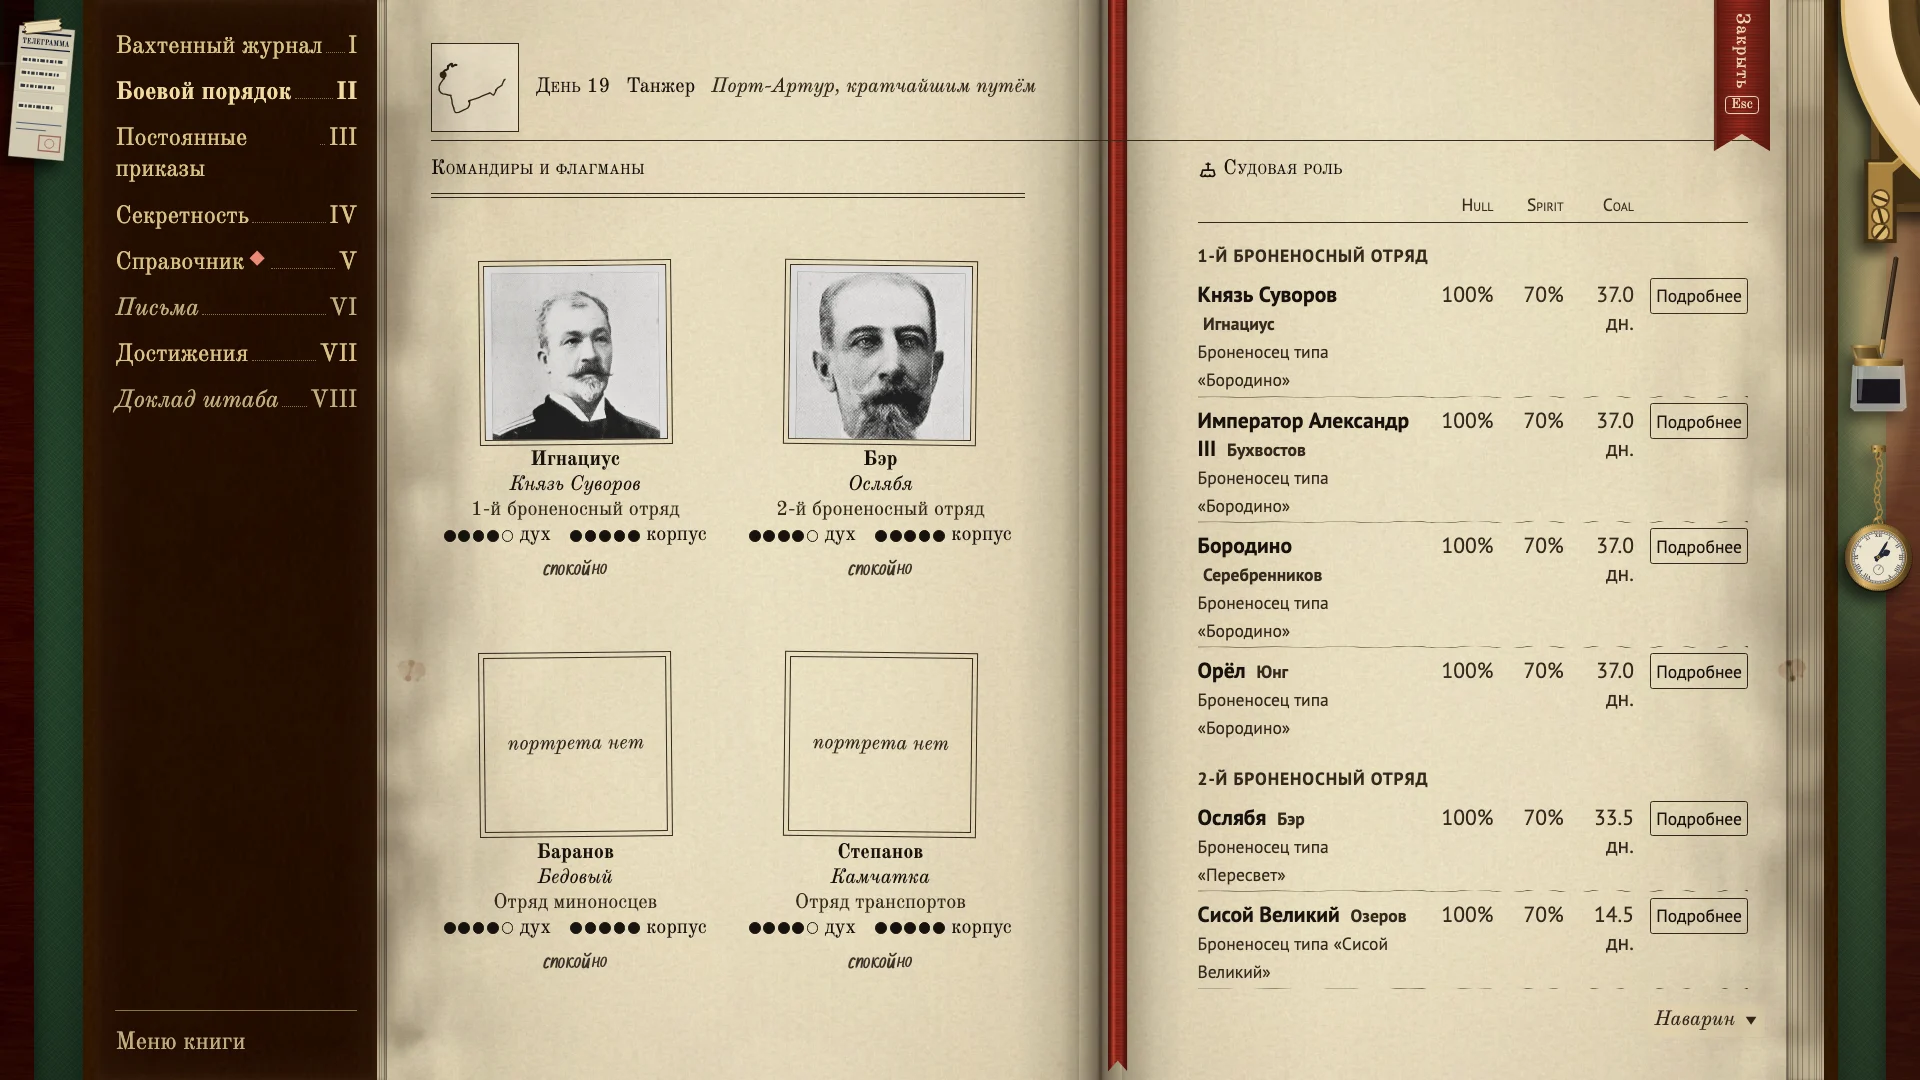 ТЕЛЕГРАММА
Вахтенный журнал I
Боевой порядок II
Постоянные приказы III
Секретность IV
Справочник V
Письма VI
Достижения VII
Доклад штаба VIII
Меню книги
День 19 Танжер Порт-Артур, кратчайшим путём
Командиры и флагманы
Игнациус
Князь Суворов
1-й броненосный отряд
дух корпус
спокойно
Бэр
Ослябя
2-й броненосный отряд
дух корпус
спокойно
портрета нет
Баранов
Бедовый
Отряд миноносцев
дух корпус
спокойно
портрета нет
Степанов
Камчатка
Отряд транспортов
дух корпус
спокойно
Судовая роль
Hull Spirit Coal
1-Й БРОНЕНОСНЫЙ ОТРЯД
Князь Суворов 100% 70% 37.0 Подробнее
Игнациус дн.
Броненосец типа
«Бородино»
Император Александр 100% 70% 37.0 Подробнее
III Бухвостов дн.
Броненосец типа
«Бородино»
Бородино 100% 70% 37.0 Подробнее
Серебренников дн.
Броненосец типа
«Бородино»
Орёл Юнг 100% 70% 37.0 Подробнее
Броненосец типа дн.
«Бородино»
2-Й БРОНЕНОСНЫЙ ОТРЯД
Ослябя Бэр 100% 70% 33.5 Подробнее
Броненосец типа дн.
«Пересвет»
Сисой Великий Озеров 100% 70% 14.5 Подробнее
Броненосец типа «Сисой дн.
Великий»
Наварин
Закрыть
Esc